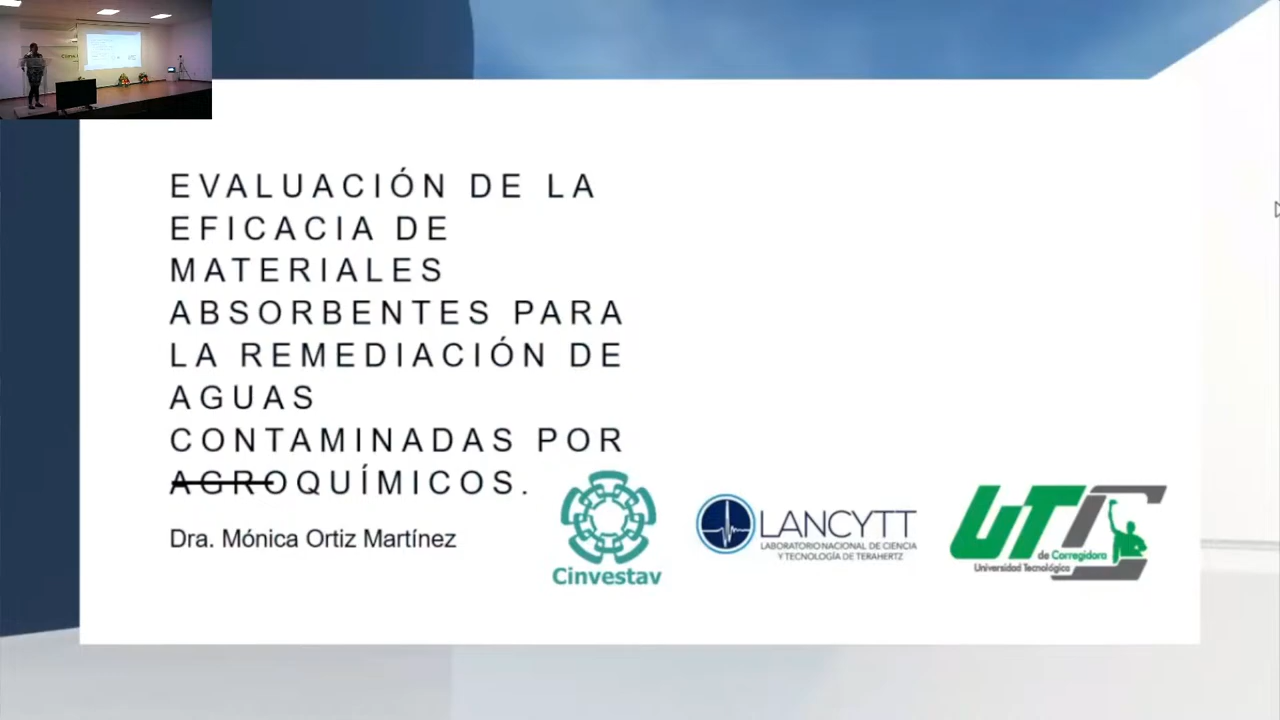 EVALUACIÓN DE LA
EFICACIA DE
MATERIALES
ABSORBENTES PARA
LA REMEDIACIÓN DE
AGUAS
CONTAMINADAS POR
AGROQUÍMICOS.
Dra. Mónica Ortiz Martínez
Cinvestav
LANCYTT
LABORATORIO NACIONAL DE CIENCIA
Y TECNOLOGÍA DE TERAHERTZ
UTC
de Corregidora
Universidad Tecnológica